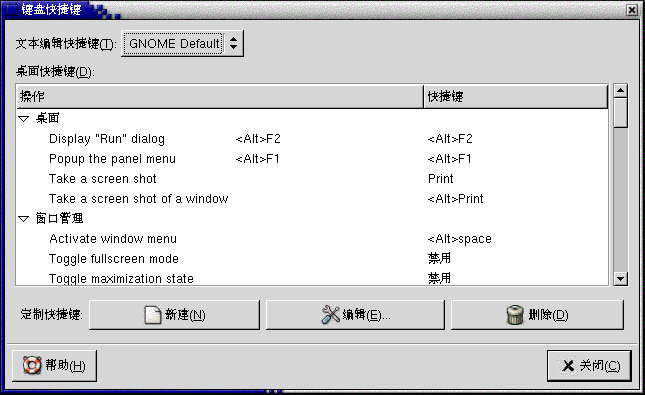 键盘快捷键
文本编辑快捷键(T): GNOME Default
桌面快捷键(D):
操作 快捷键
桌面
Display "Run" dialog <Alt>F2 <Alt>F2
Popup the panel menu <Alt>F1 <Alt>F1
Take a screen shot Print
Take a screen shot of a window <Alt>Print
窗口管理
Activate window menu <Alt>space
Toggle fullscreen mode 禁用
Toggle maximization state 禁用
定制快捷键: 新建(N) 编辑(E)... 删除(D)
帮助(H) 关闭(C)